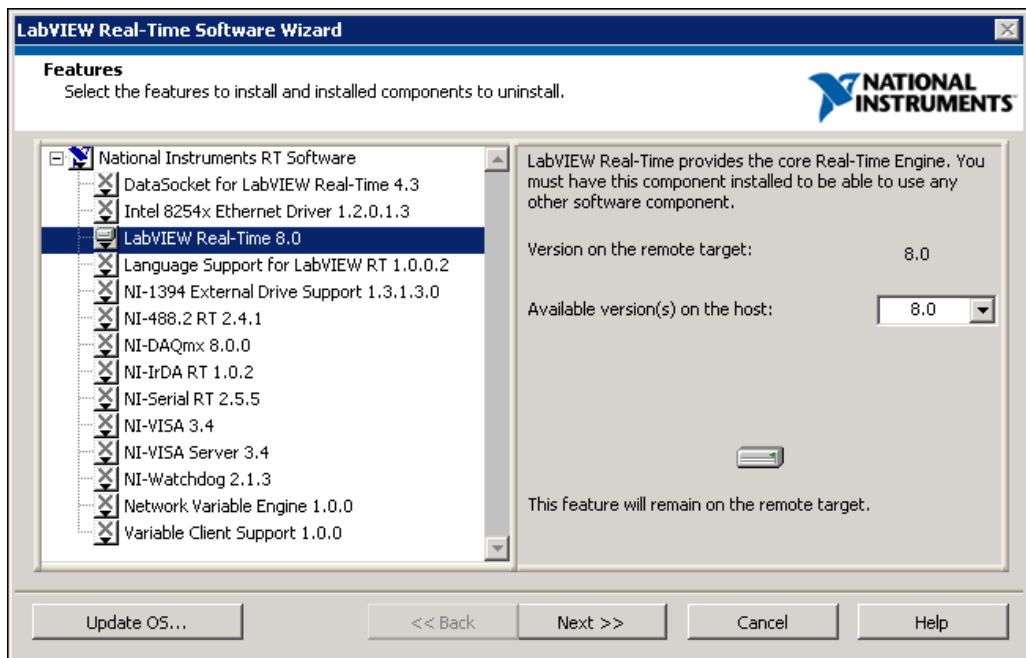 LabVIEW Real-Time Software Wizard
Features
Select the features to install and installed components to uninstall.
NATIONAL
INSTRUMENTS
National Instruments RT Software
DataSocket for LabVIEW Real-Time 4.3
Intel 8254x Ethernet Driver 1.2.0.1.3
LabVIEW Real-Time 8.0
Language Support for LabVIEW RT 1.0.0.2
NI-1394 External Drive Support 1.3.1.3.0
NI-488.2 RT 2.4.1
NI-DAQmx 8.0.0
NI-IrDA RT 1.0.2
NI-Serial RT 2.5.5
NI-VISA 3.4
NI-VISA Server 3.4
NI-Watchdog 2.1.3
Network Variable Engine 1.0.0
Variable Client Support 1.0.0
LabVIEW Real-Time provides the core Real-Time Engine. You
must have this component installed to be able to use any
other software component.
Version on the remote target: 8.0
Available version(s) on the host: 8.0
This feature will remain on the remote target.
Update OS... << Back Next >> Cancel Help